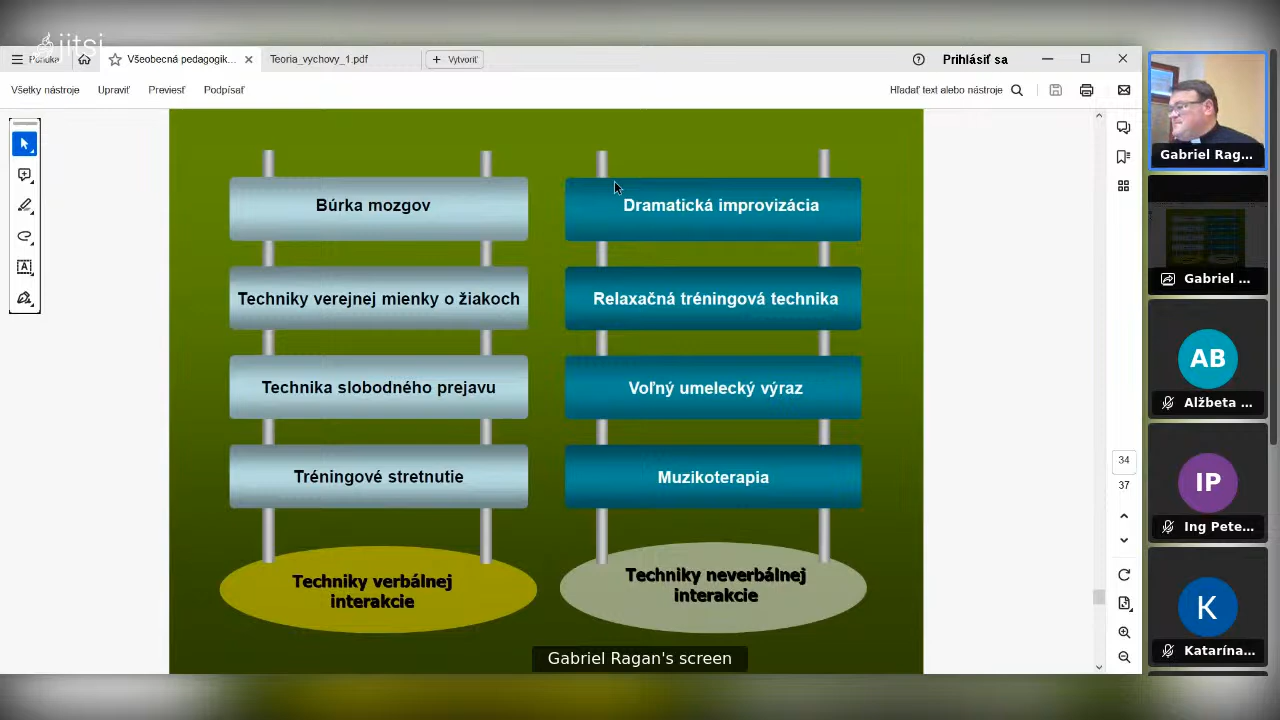 jitsi
Ponuka
Všeobecná pedagogik...
Teoria_vychovy_1.pdf
Vytvoriť
Prihlásiť sa
Všetky nástroje
Upraviť
Previesť
Podpísať
Hľadať text alebo nástroje
Búrka mozgov
Techniky verejnej mienky o žiakoch
Technika slobodného prejavu
Tréningové stretnutie
Techniky verbálnej
interakcie
Dramatická improvizácia
Relaxačná tréningová technika
Voľný umelecký výraz
Muzikoterapia
Techniky neverbálnej
interakcie
34
37
Gabriel Ragan's screen
Gabriel Rag...
Gabriel ...
AB
Alžbeta ...
IP
Ing Pete...
K
Katarína...